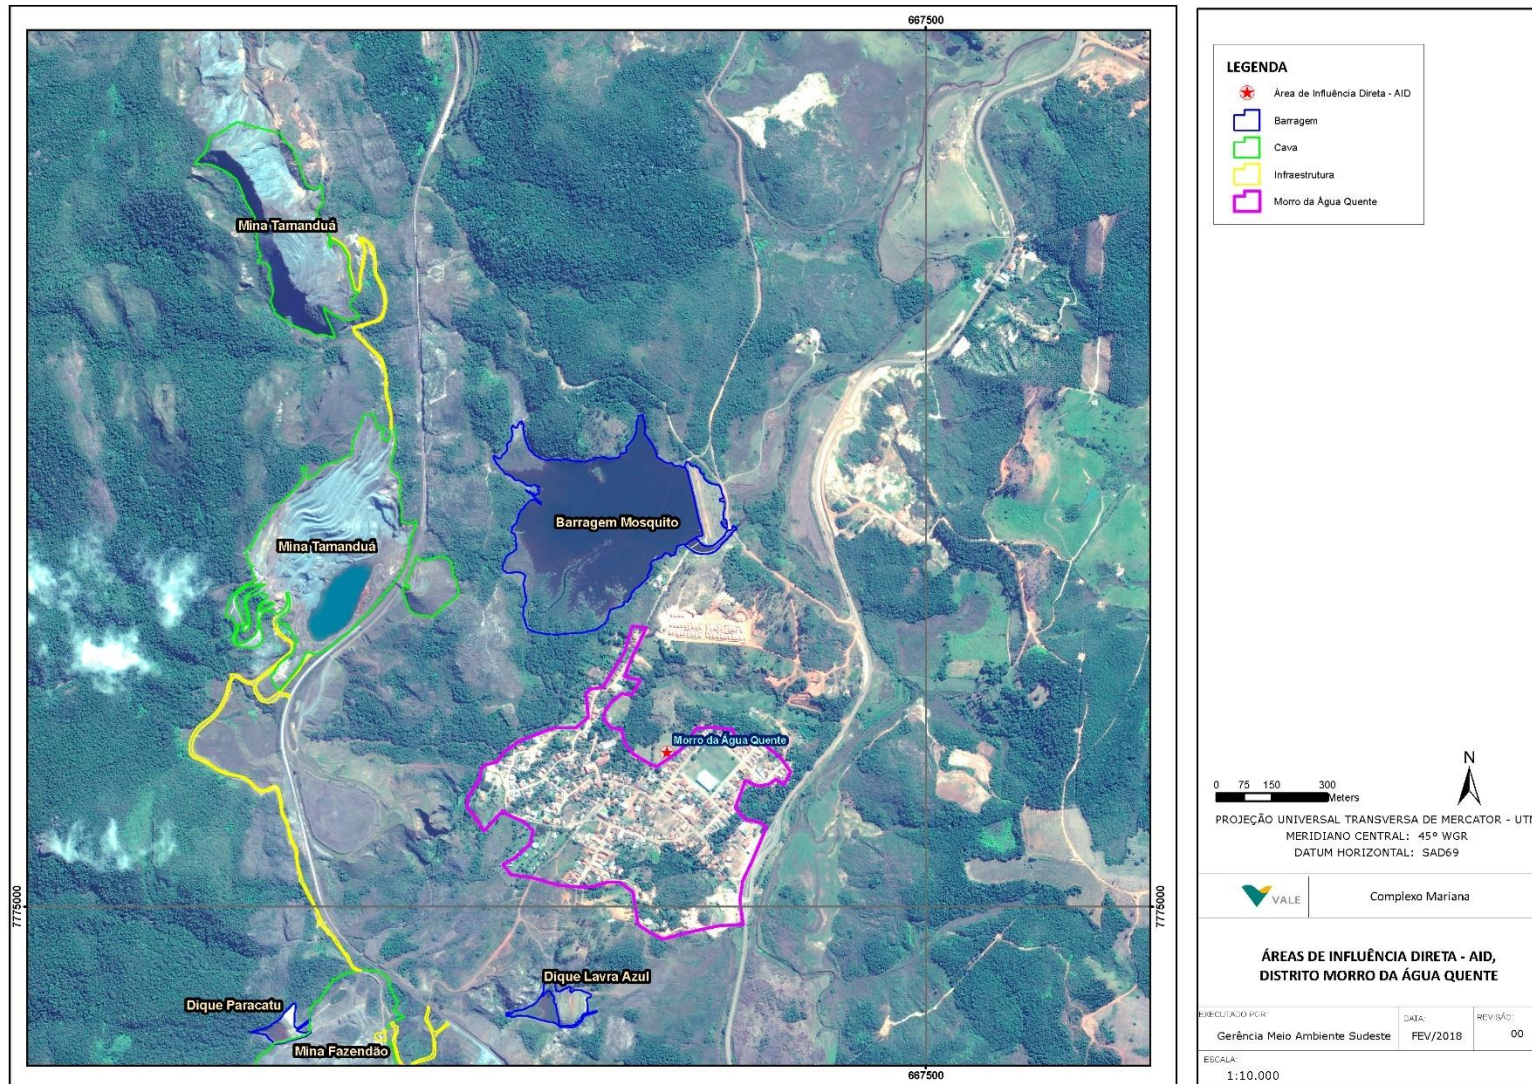 667500
Mina Tamanduá
Barragem Mosquito
Mina Tamanduá
Morro da Água Quente
7775000
7775000
Dique Lavra Azul
Dique Paracatu
Mina Fazendão
667500
LEGENDA
Área de Influência Direta - AID
Barragem
Cava
Infraestrutura
Morro da Água Quente
N
0 75 150 300
Meters
PROJEÇÃO UNIVERSAL TRANSVERSA DE MERCATOR - UTM
MERIDIANO CENTRAL: 45º WGR
DATUM HORIZONTAL: SAD69
VALE
Complexo Mariana
ÁREAS DE INFLUÊNCIA DIRETA - AID,
DISTRITO MORRO DA ÁGUA QUENTE
EXECUTADO POR:
Gerência Meio Ambiente Sudeste
DATA:
FEV/2018
REVISÃO:
00
ESCALA:
1:10.000